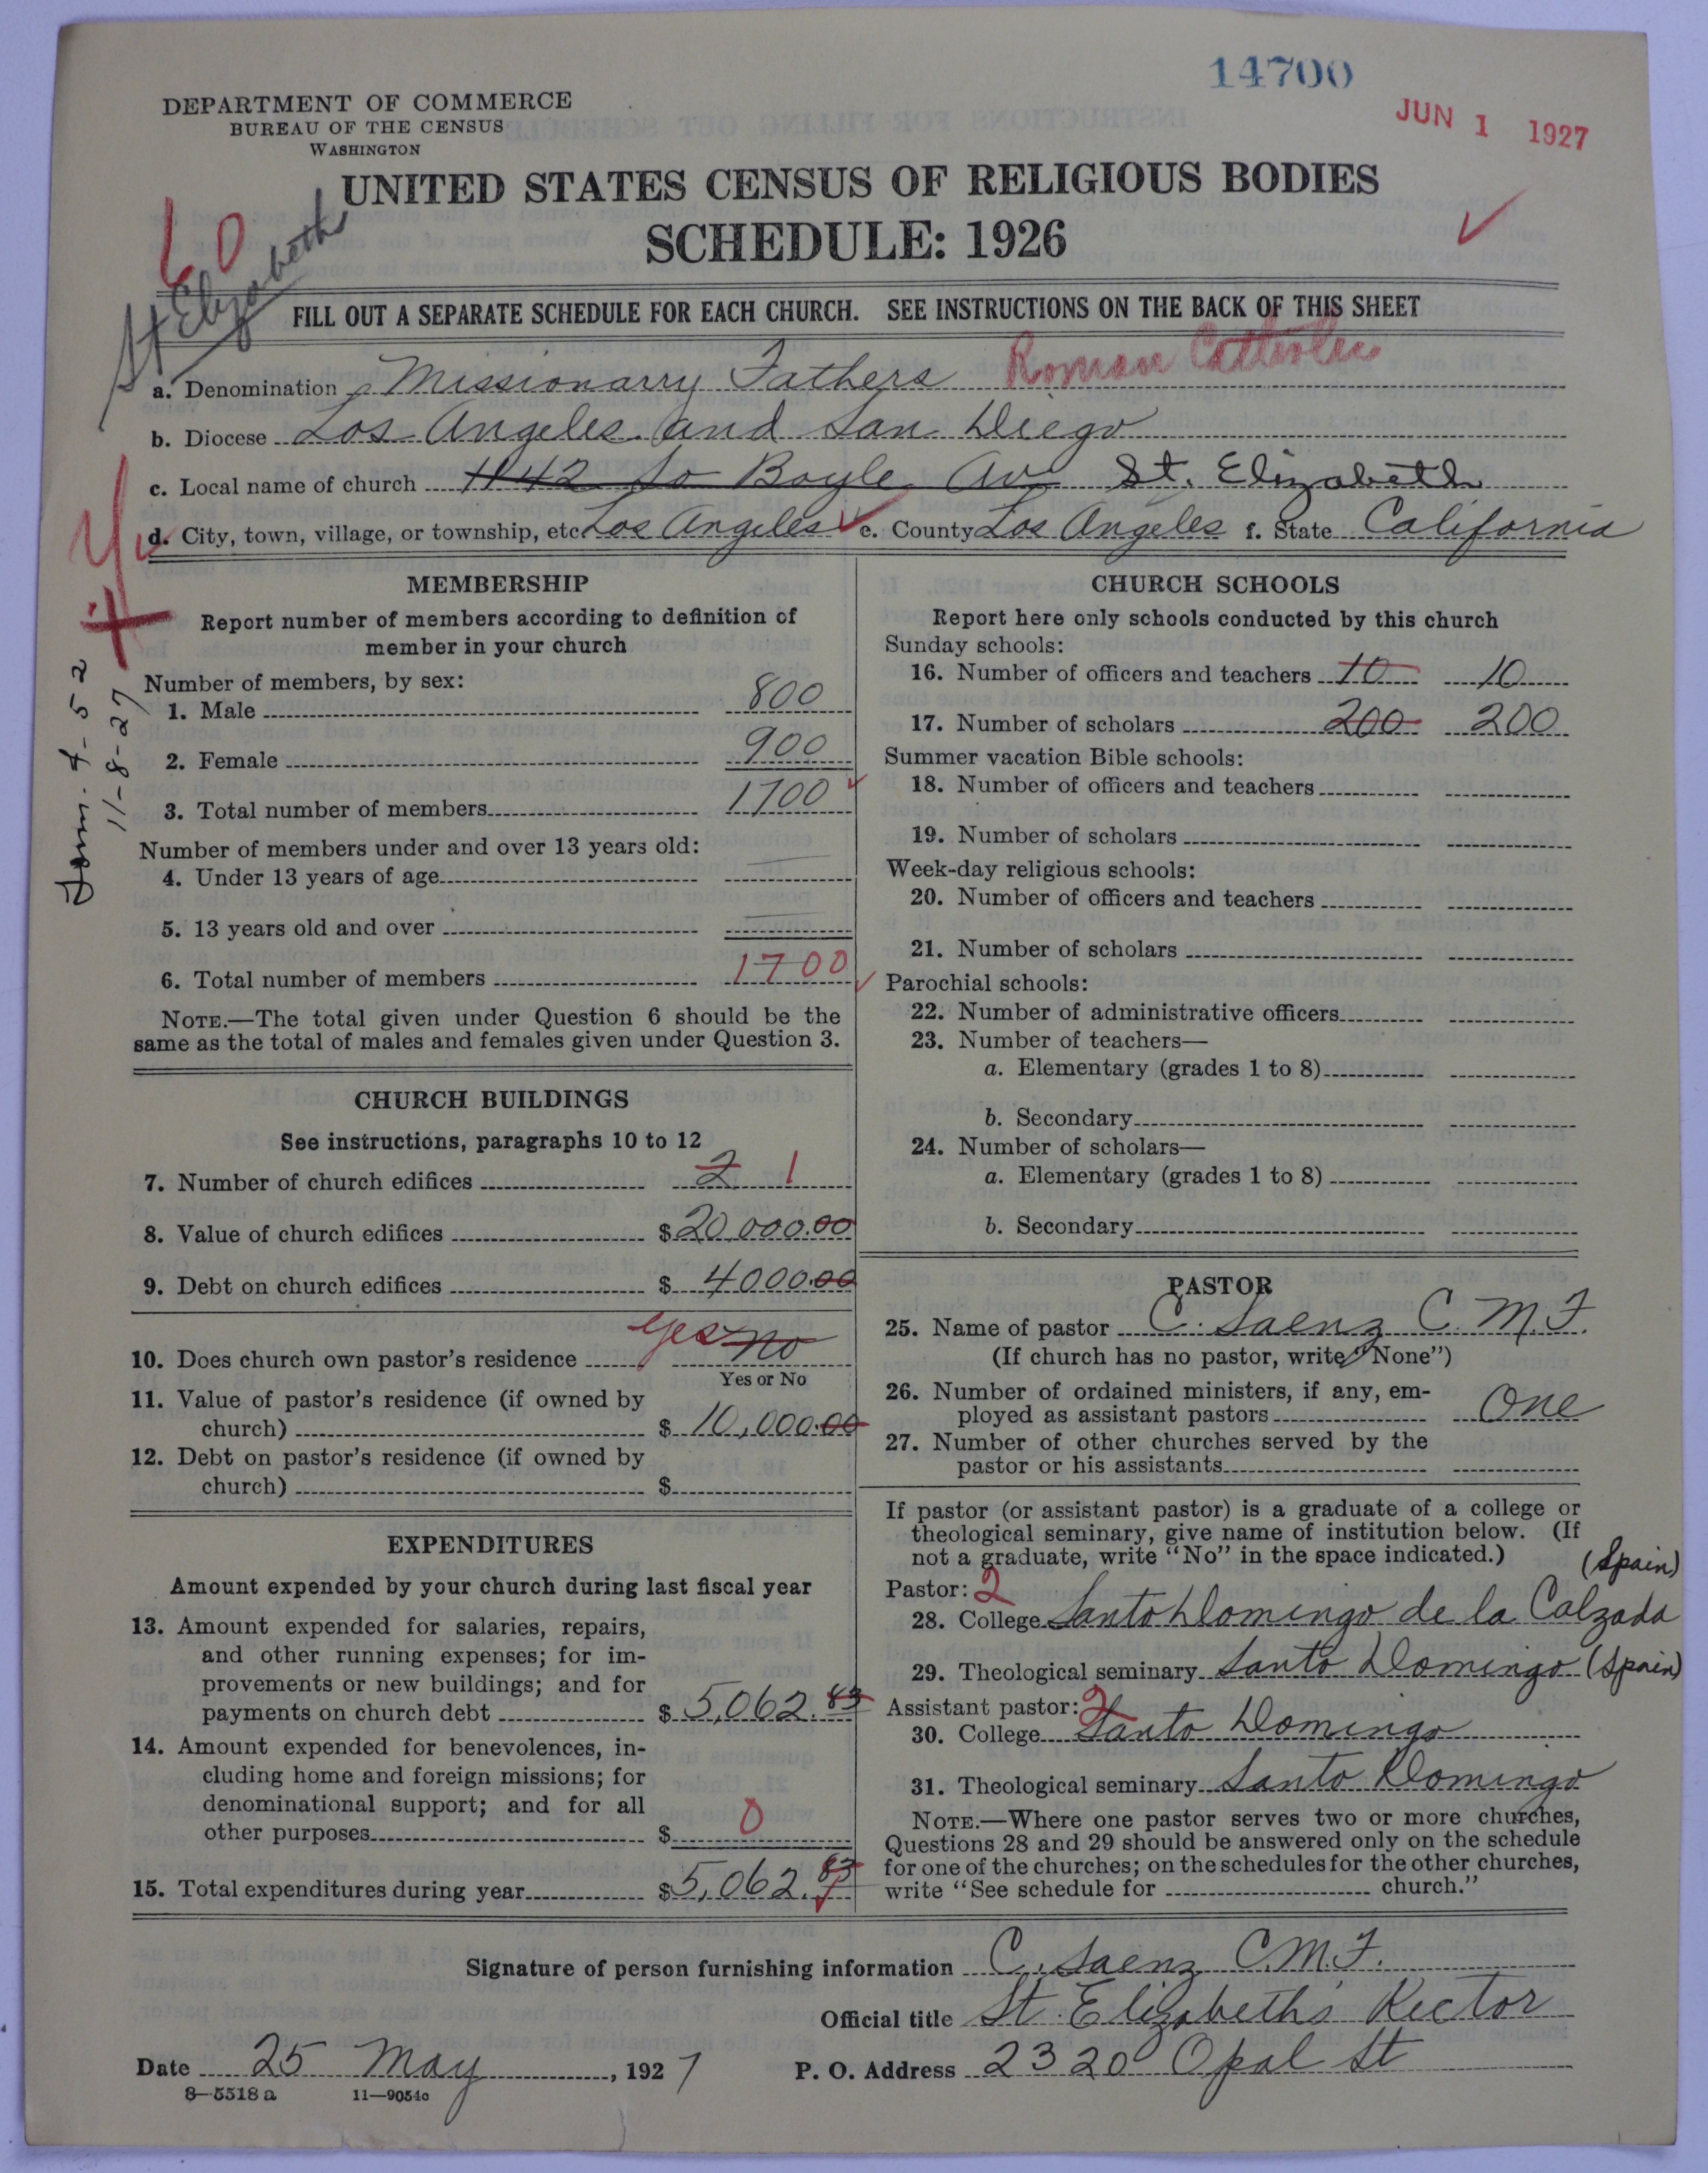 14700
JUN 1 1927
DEPARTMENT OF COMMERCE
BUREAU OF THE CENSUS
WASHINGTON
UNITED STATES CENSUS OF RELIGIOUS BODIES
SCHEDULE: 1926
60
St Elizabeth
FILL OUT A SEPARATE SCHEDULE FOR EACH CHURCH. SEE INSTRUCTIONS ON THE BACK OF THIS SHEET
a. Denomination Missionarry Fathers Roman Catholic
b. Diocese Los Angeles and San Diego
c. Local name of church 1142 So Boyle Av St. Elizabeth
d. City, town, village, or township, etc. Los Angeles e. County Los Angeles f. State California
11-8-27
MEMBERSHIP
Report number of members according to definition of
member in your church
Number of members, by sex:
1. Male 800
2. Female 900
3. Total number of members 1700
Number of members under and over 13 years old:
4. Under 13 years of age
5. 13 years old and over
6. Total number of members 1700
NOTE.—The total given under Question 6 should be the
same as the total of males and females given under Question 3.
CHURCH BUILDINGS
See instructions, paragraphs 10 to 12
7. Number of church edifices 2 1
8. Value of church edifices $ 20,000.00
9. Debt on church edifices $ 4000.00
10. Does church own pastor's residence yes no
Yes or No
11. Value of pastor's residence (if owned by
church) $ 10,000.00
12. Debt on pastor's residence (if owned by
church) $
EXPENDITURES
Amount expended by your church during last fiscal year
13. Amount expended for salaries, repairs,
and other running expenses; for im-
provements or new buildings; and for
payments on church debt $ 5,062.83
14. Amount expended for benevolences, in-
cluding home and foreign missions; for
denominational support; and for all
other purposes $ 0
15. Total expenditures during year $ 5,062.83
CHURCH SCHOOLS
Report here only schools conducted by this church
Sunday schools:
16. Number of officers and teachers 10 10
17. Number of scholars 200 200
Summer vacation Bible schools:
18. Number of officers and teachers
19. Number of scholars
Week-day religious schools:
20. Number of officers and teachers
21. Number of scholars
Parochial schools:
22. Number of administrative officers
23. Number of teachers—
a. Elementary (grades 1 to 8)
b. Secondary
24. Number of scholars—
a. Elementary (grades 1 to 8)
b. Secondary
PASTOR
25. Name of pastor C. Saenz C.M.F.
(If church has no pastor, write "None")
26. Number of ordained ministers, if any, em-
ployed as assistant pastors One
27. Number of other churches served by the
pastor or his assistants
If pastor (or assistant pastor) is a graduate of a college or
theological seminary, give name of institution below. (If
not a graduate, write "No" in the space indicated.)
(Spain)
Pastor: 2
28. College Santo Domingo de la Calzada
29. Theological seminary Santo Domingo (Spain)
Assistant pastor: 2
30. College Santo Domingo
31. Theological seminary Santo Domingo
NOTE.—Where one pastor serves two or more churches,
Questions 28 and 29 should be answered only on the schedule
for one of the churches; on the schedules for the other churches,
write "See schedule for church."
Signature of person furnishing information C. Saenz C.M.F.
Official title St. Elizabeth's Rector
Date 25 May, 1927 P. O. Address 2320 Opal St
8—5518 a 11—9054c